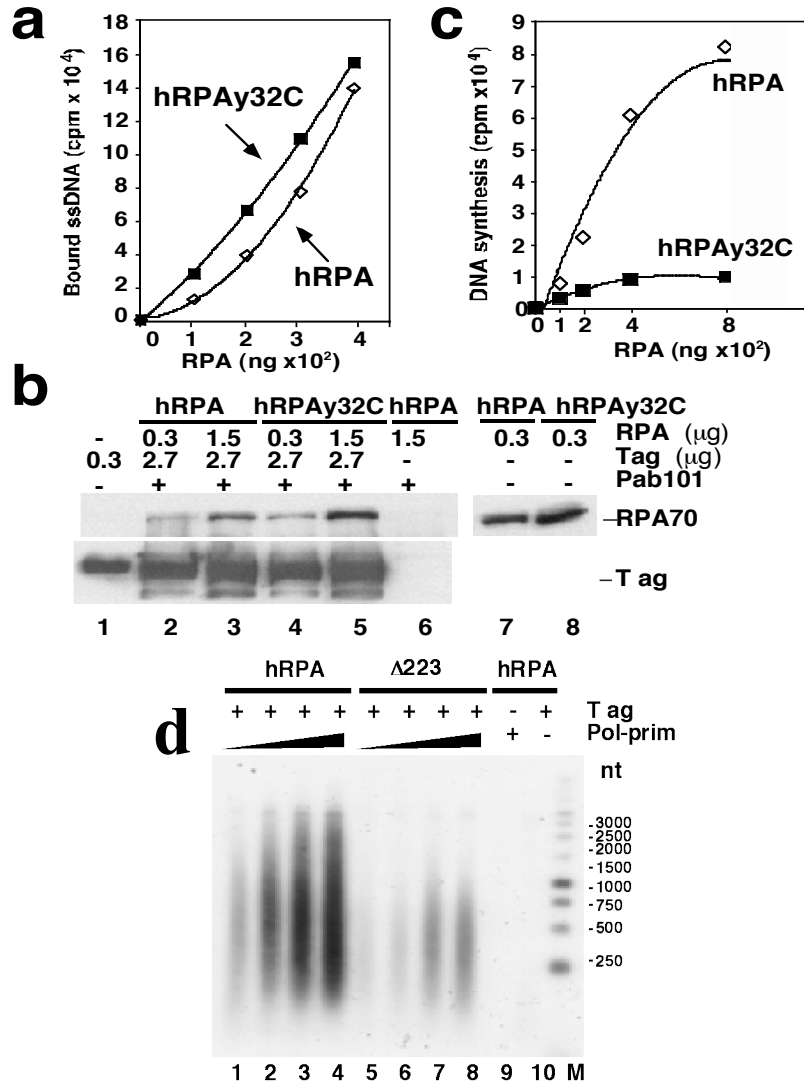 a
18
16
14
12
10
8
6
4
2
0
Bound ssDNA (cpm x 10⁴)
hRPAy32C
hRPA
0 1 2 3 4
RPA (ng x10²)
c
9
8
7
6
5
4
3
2
1
0
DNA synthesis (cpm x10⁴)
hRPA
hRPAy32C
0 1 2 4 8
RPA (ng x10²)
b
hRPA hRPAy32C hRPA hRPA hRPAy32C
- 0.3 1.5 0.3 1.5 1.5 0.3 0.3 RPA (µg)
0.3 2.7 2.7 2.7 2.7 - - - Tag (µg)
- + + + + + - - Pab101
–RPA70
–T ag
1 2 3 4 5 6 7 8
d
hRPA Δ223 hRPA
+ + + + + + + + - + T ag
+ - Pol-prim
nt
-3000
-2500
-2000
-1500
-1000
-750
-500
-250
1 2 3 4 5 6 7 8 9 10 M